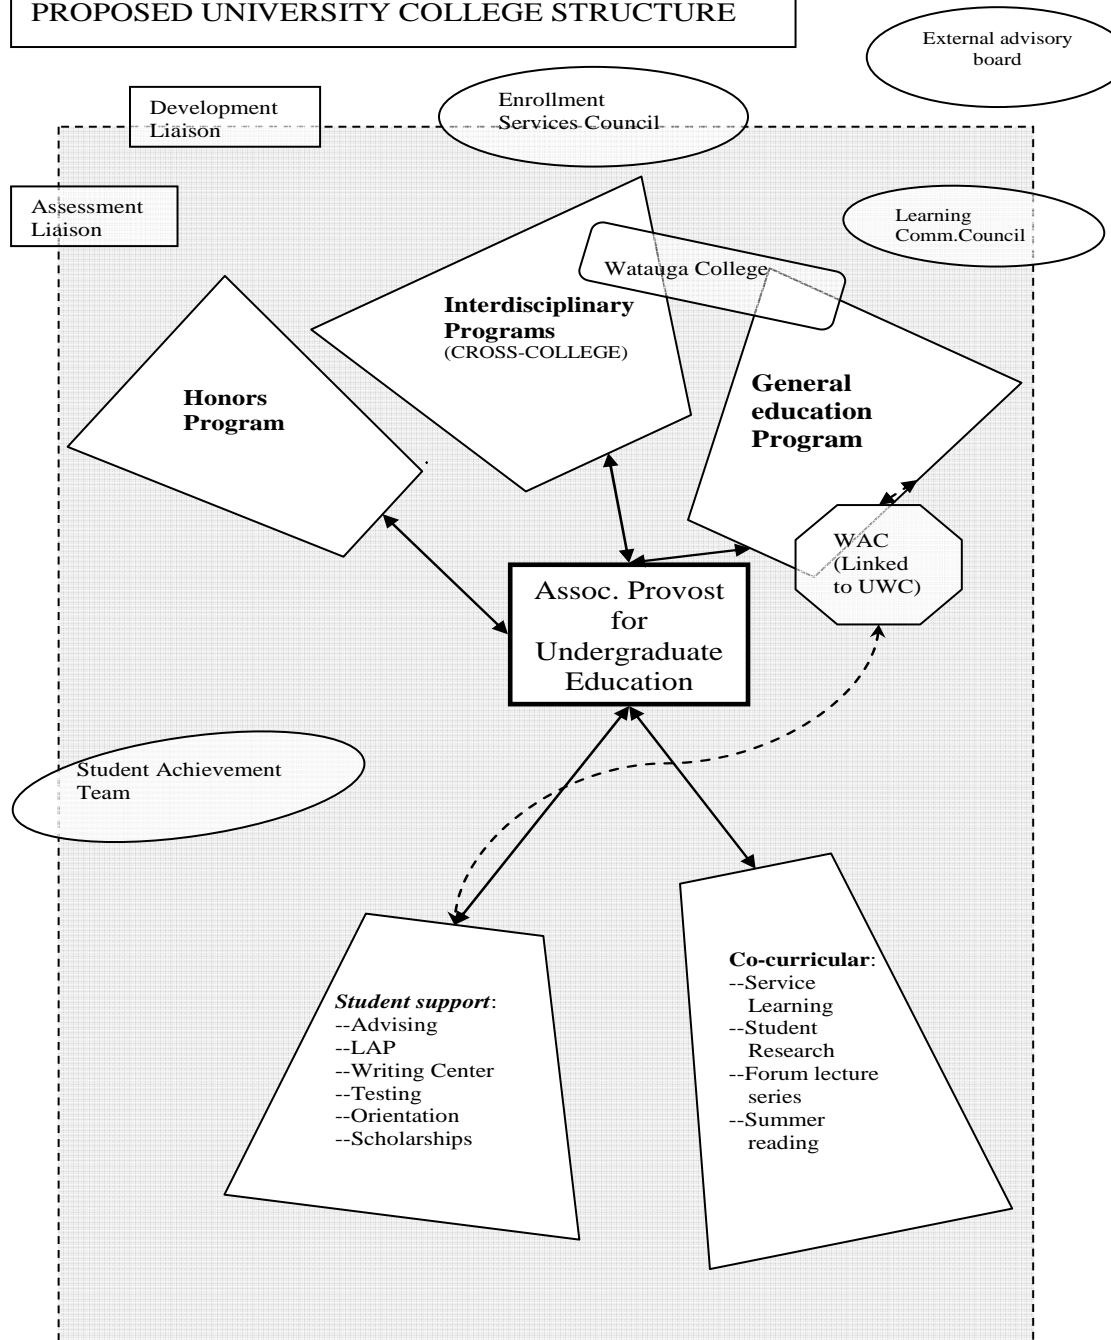 PROPOSED UNIVERSITY COLLEGE STRUCTURE
External advisory
board
Development
Liaison
Enrollment
Services Council
Assessment
Liaison
Learning
Comm.Council
Watauga College
Interdisciplinary
Programs
(CROSS-COLLEGE)
Honors
Program
General
education
Program
WAC
(Linked
to UWC)
Assoc. Provost
for
Undergraduate
Education
Student Achievement
Team
Student support:
--Advising
--LAP
--Writing Center
--Testing
--Orientation
--Scholarships
Co-curricular:
--Service
Learning
--Student
Research
--Forum lecture
series
--Summer
reading